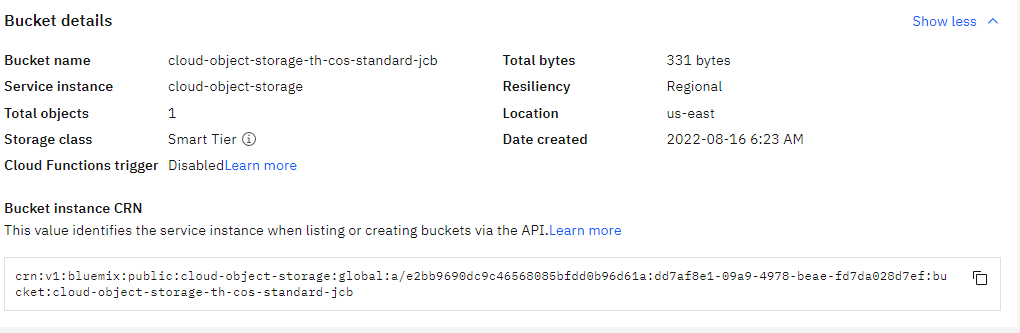 Bucket details
Show less
Bucket name cloud-object-storage-th-cos-standard-jcb Total bytes 331 bytes
Service instance cloud-object-storage Resiliency Regional
Total objects 1 Location us-east
Storage class Smart Tier Date created 2022-08-16 6:23 AM
Cloud Functions trigger DisabledLearn more
Bucket instance CRN
This value identifies the service instance when listing or creating buckets via the API.Learn more
crn:v1:bluemix:public:cloud-object-storage:global:a/e2bb9690dc9c46568085bfdd0b96d61a:dd7af8e1-09a9-4978-beae-fd7da028d7ef:bu
cket:cloud-object-storage-th-cos-standard-jcb